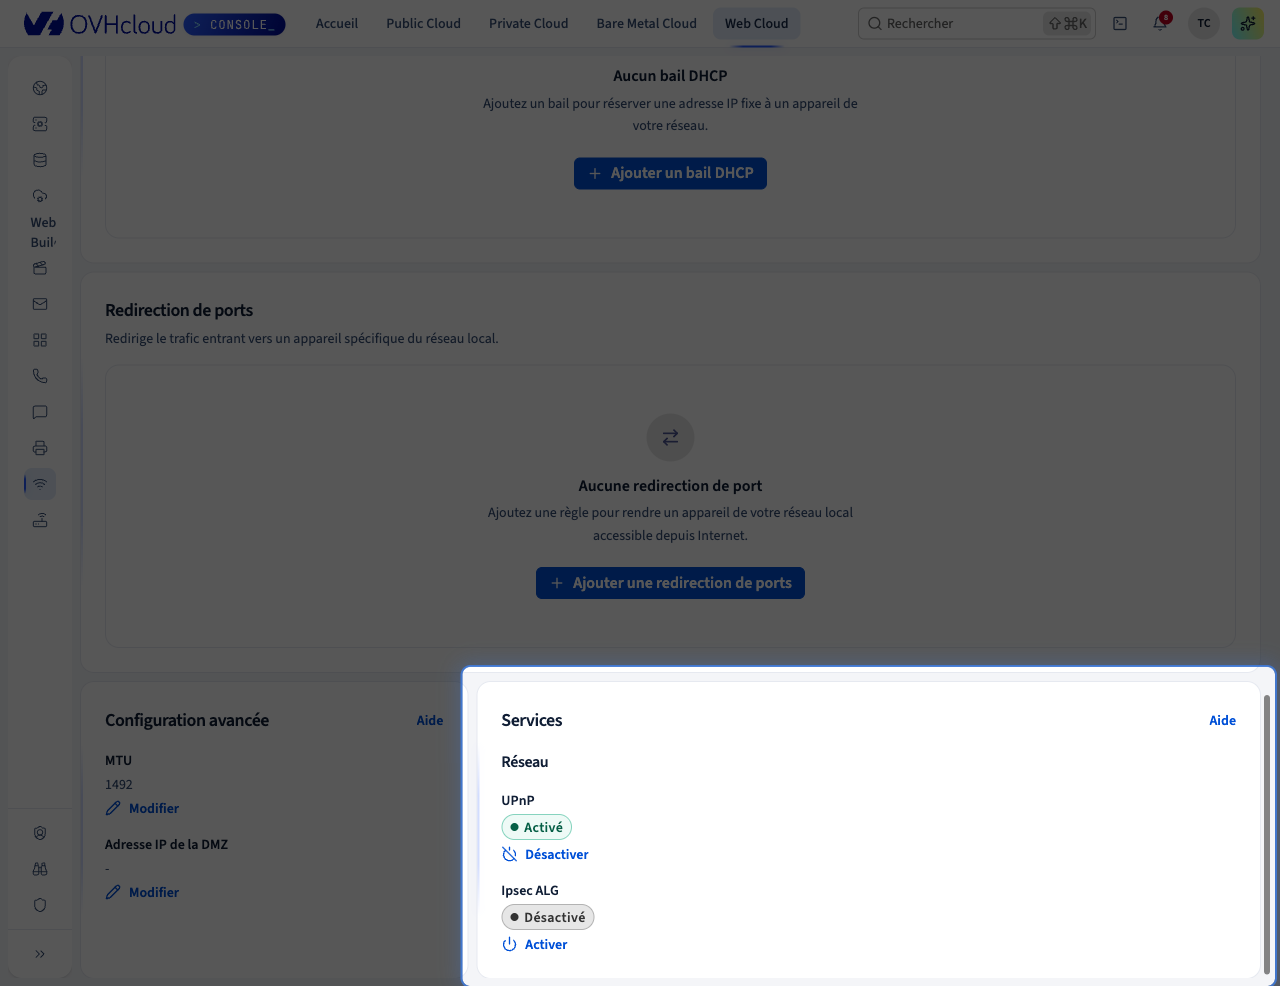 OVHcloud
> CONSOLE_
Accueil
Public Cloud
Private Cloud
Bare Metal Cloud
Web Cloud
Rechercher
⇧⌘K
8
TC
Web
Buil
Aucun bail DHCP
Ajoutez un bail pour réserver une adresse IP fixe à un appareil de
votre réseau.
+ Ajouter un bail DHCP
Redirection de ports
Redirige le trafic entrant vers un appareil spécifique du réseau local.
Aucune redirection de port
Ajoutez une règle pour rendre un appareil de votre réseau local
accessible depuis Internet.
+ Ajouter une redirection de ports
Configuration avancée
Aide
MTU
1492
Modifier
Adresse IP de la DMZ
-
Modifier
Services
Aide
Réseau
UPnP
Activé
Désactiver
Ipsec ALG
Désactivé
Activer